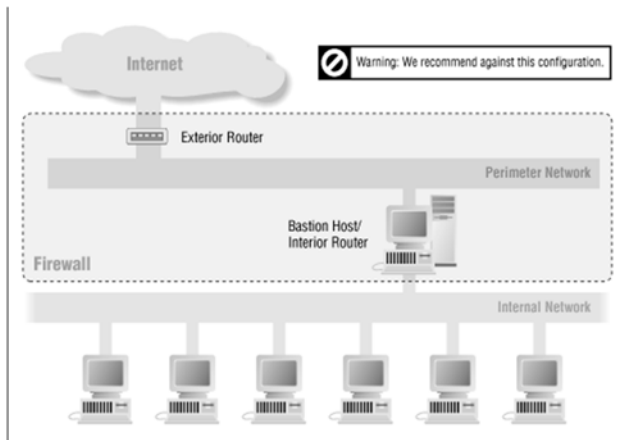 Internet
Warning: We recommend against this configuration.
Exterior Router
Perimeter Network
Bastion Host/
Interior Router
Firewall
Internal Network